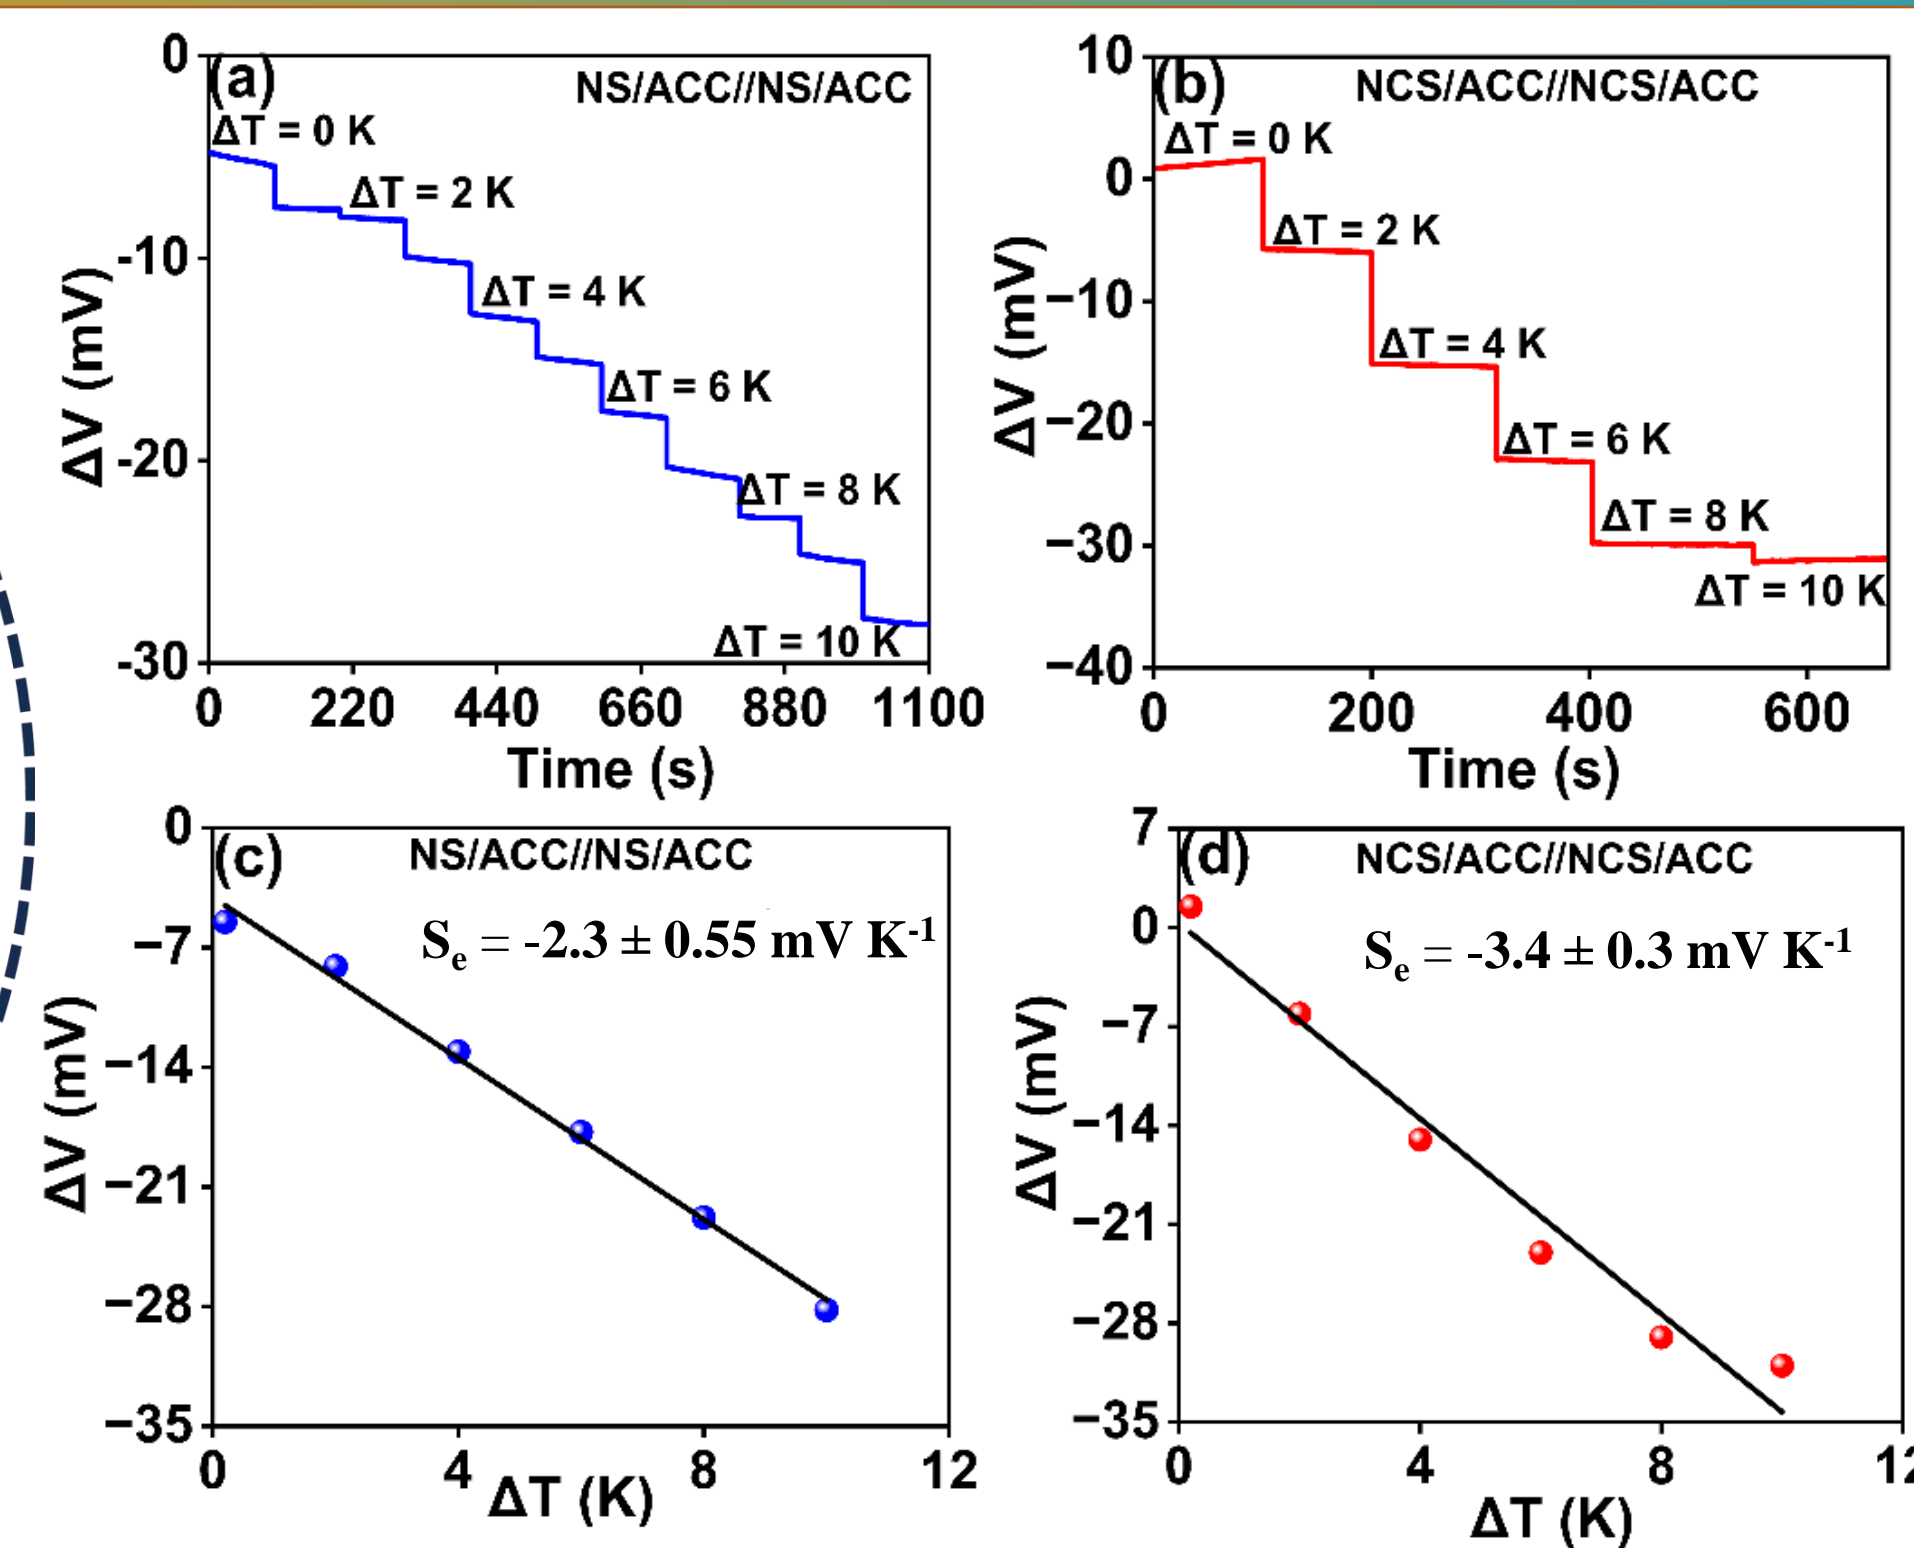 (a)
NS/ACC//NS/ACC
ΔT = 0 K
ΔT = 2 K
ΔT = 4 K
ΔT = 6 K
ΔT = 8 K
ΔT = 10 K
0
-10
-20
-30
ΔV (mV)
0 220 440 660 880 1100
Time (s)
(b)
NCS/ACC//NCS/ACC
ΔT = 0 K
ΔT = 2 K
ΔT = 4 K
ΔT = 6 K
ΔT = 8 K
ΔT = 10 K
10
0
−10
−20
−30
−40
ΔV (mV)
0 200 400 600
Time (s)
(c)
NS/ACC//NS/ACC
Se = -2.3 ± 0.55 mV K-1
0
−7
−14
−21
−28
−35
ΔV (mV)
0 4 8 12
ΔT (K)
(d)
NCS/ACC//NCS/ACC
Se = -3.4 ± 0.3 mV K-1
7
0
−7
−14
−21
−28
−35
ΔV (mV)
0 4 8 12
ΔT (K)